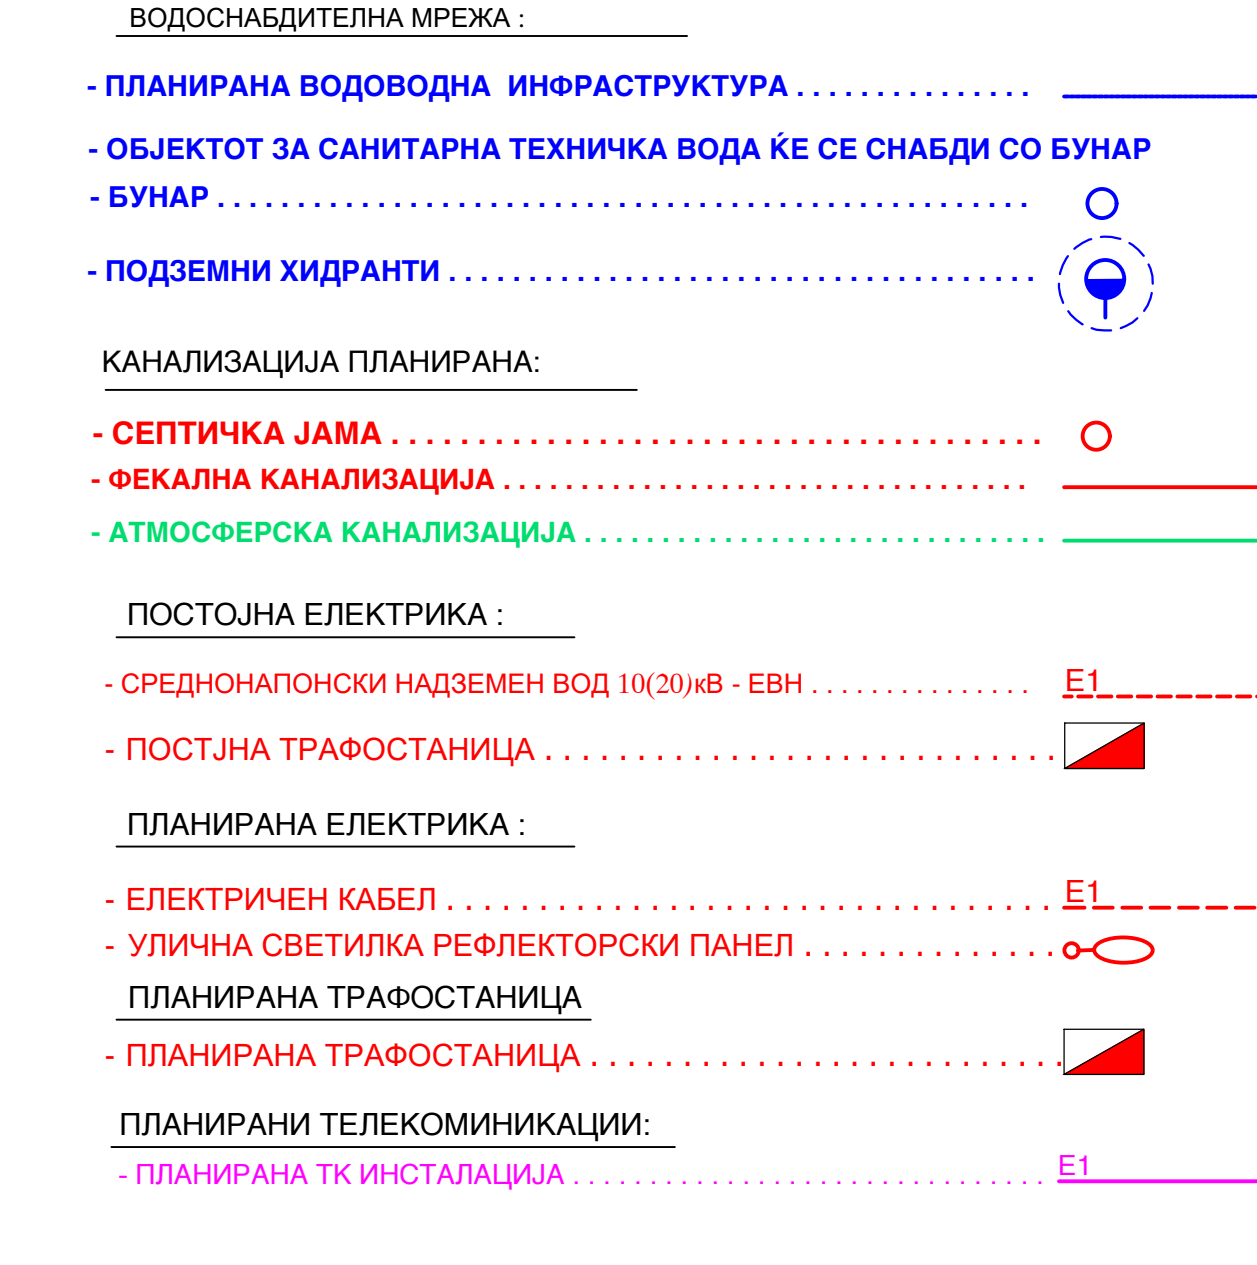 ВОДОСНАБДИТЕЛНА МРЕЖА :
- ПЛАНИРАНА ВОДОВОДНА ИНФРАСТРУКТУРА . . . . . . . . . . . . . . .
- ОБЈЕКТОТ ЗА САНИТАРНА ТЕХНИЧКА ВОДА ЌЕ СЕ СНАБДИ СО БУНАР
- БУНАР . . . . . . . . . . . . . . . . . . . . . . . . . . . . . . . . . . . . . . . . . . . . . . . . . . .
- ПОДЗЕМНИ ХИДРАНТИ . . . . . . . . . . . . . . . . . . . . . . . . . . . . . . . . . . . . .
КАНАЛИЗАЦИЈА ПЛАНИРАНА:
- СЕПТИЧКА ЈАМА . . . . . . . . . . . . . . . . . . . . . . . . . . . . . . . . . . . . .
- ФЕКАЛНА КАНАЛИЗАЦИЈА . . . . . . . . . . . . . . . . . . . . . . . . . . . . . . . . .
- АТМОСФЕРСКА КАНАЛИЗАЦИЈА . . . . . . . . . . . . . . . . . . . . . . . . . . . . . .
ПОСТОЈНА ЕЛЕКТРИКА :
- СРЕДНОНАПОНСКИ НАДЗЕМЕН ВОД 10(20)кВ - ЕВН . . . . . . . . . . . . . . . E1
- ПОСТЈНА ТРАФОСТАНИЦА . . . . . . . . . . . . . . . . . . . . . . . . . . . .
ПЛАНИРАНА ЕЛЕКТРИКА :
- ЕЛЕКТРИЧЕН КАБЕЛ . . . . . . . . . . . . . . . . . . . . . . . . . . . . . . . . . E1
- УЛИЧНА СВЕТИЛКА РЕФЛЕКТОРСКИ ПАНЕЛ . . . . . . . . . . . . . .
ПЛАНИРАНА ТРАФОСТАНИЦА
- ПЛАНИРАНА ТРАФОСТАНИЦА . . . . . . . . . . . . . . . . . . . . . . . . . .
ПЛАНИРАНИ ТЕЛЕКОМИНИКАЦИИ:
- ПЛАНИРАНА ТК ИНСТАЛАЦИЈА . . . . . . . . . . . . . . . . . . . . . . . . . . . . . . . E1